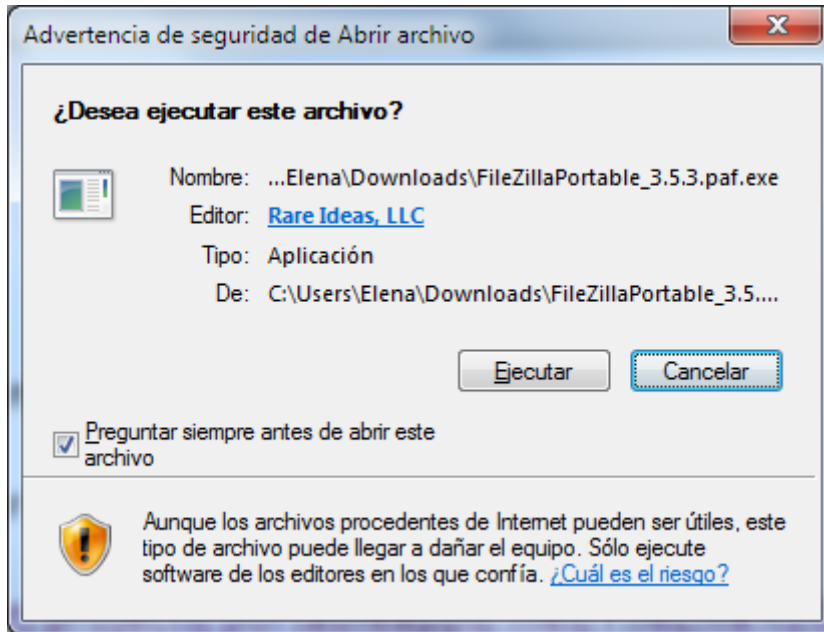 Advertencia de seguridad de Abrir archivo
¿Desea ejecutar este archivo?
Nombre: ...Elena\Downloads\FileZillaPortable_3.5.3.paf.exe
Editor: Rare Ideas, LLC
Tipo: Aplicación
De: C:\Users\Elena\Downloads\FileZillaPortable_3.5....
Ejecutar Cancelar
Preguntar siempre antes de abrir este
archivo
Aunque los archivos procedentes de Internet pueden ser útiles, este
tipo de archivo puede llegar a dañar el equipo. Sólo ejecute
software de los editores en los que confía. ¿Cuál es el riesgo?